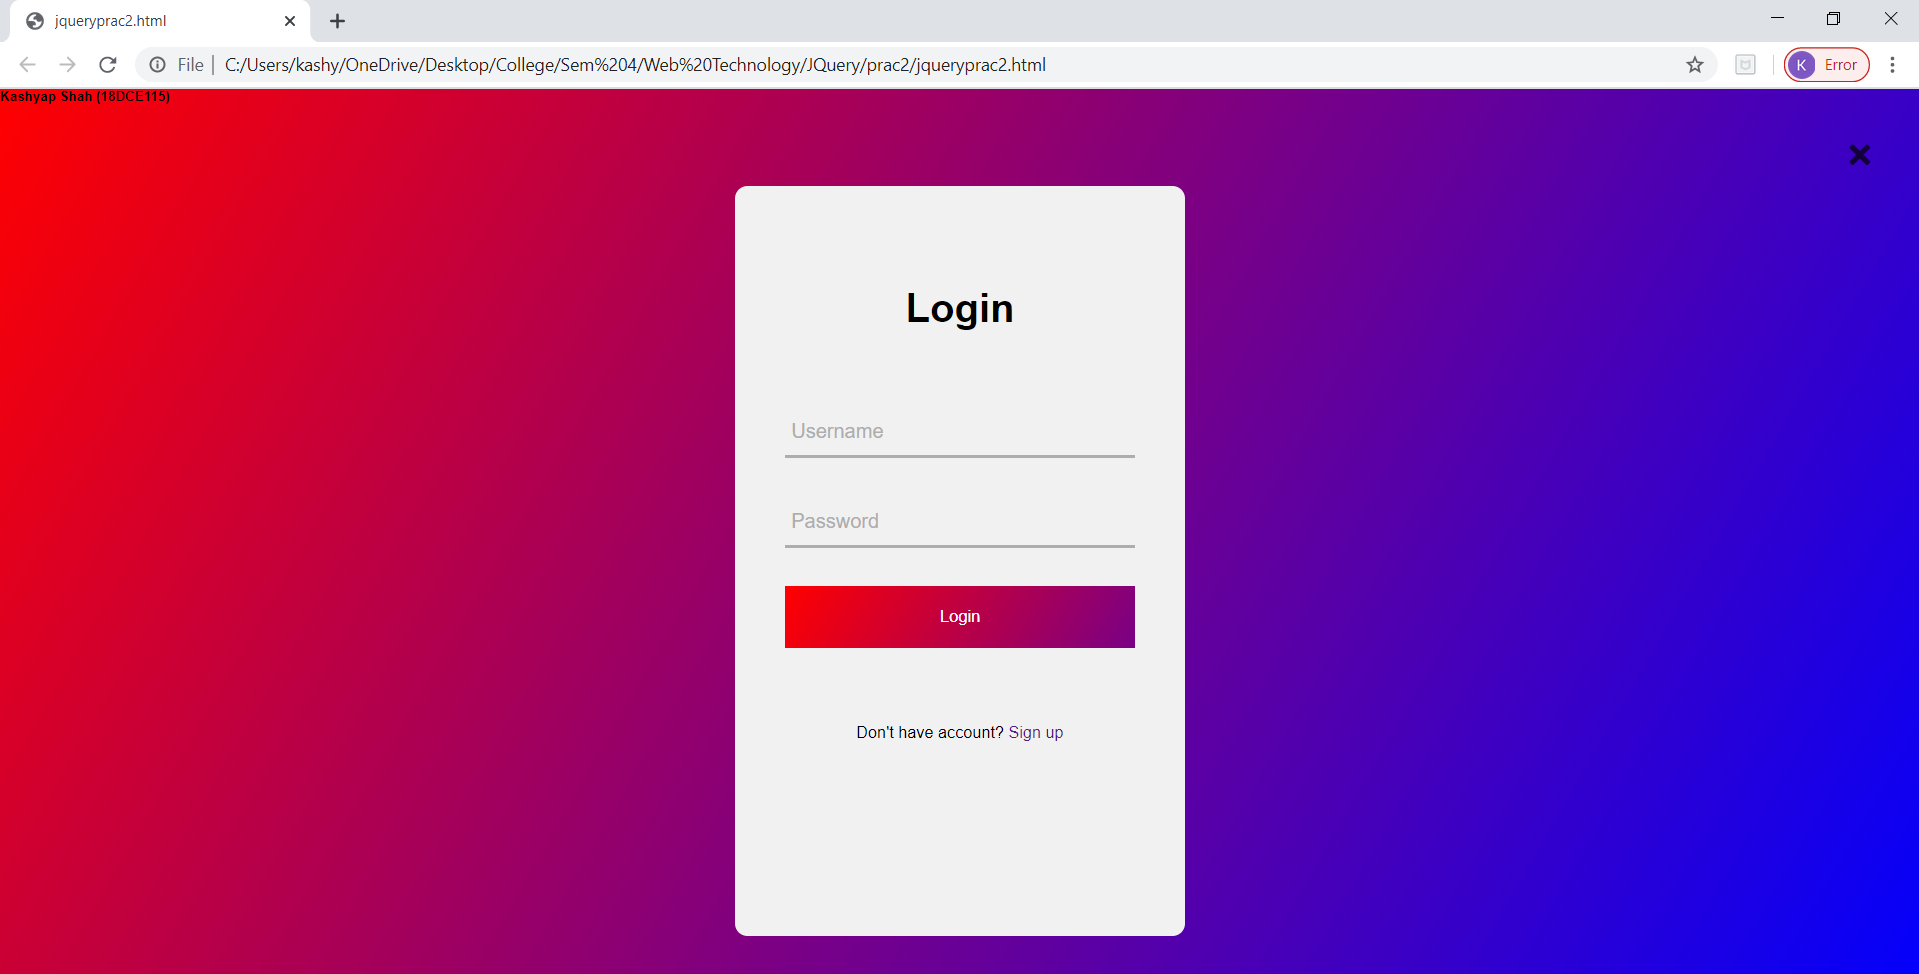 jqueryprac2.html
File | C:/Users/kashy/OneDrive/Desktop/College/Sem%204/Web%20Technology/JQuery/prac2/jqueryprac2.html
K Error
Kashyap Shah (18DCE115)
Login
Username
Password
Login
Don't have account? Sign up